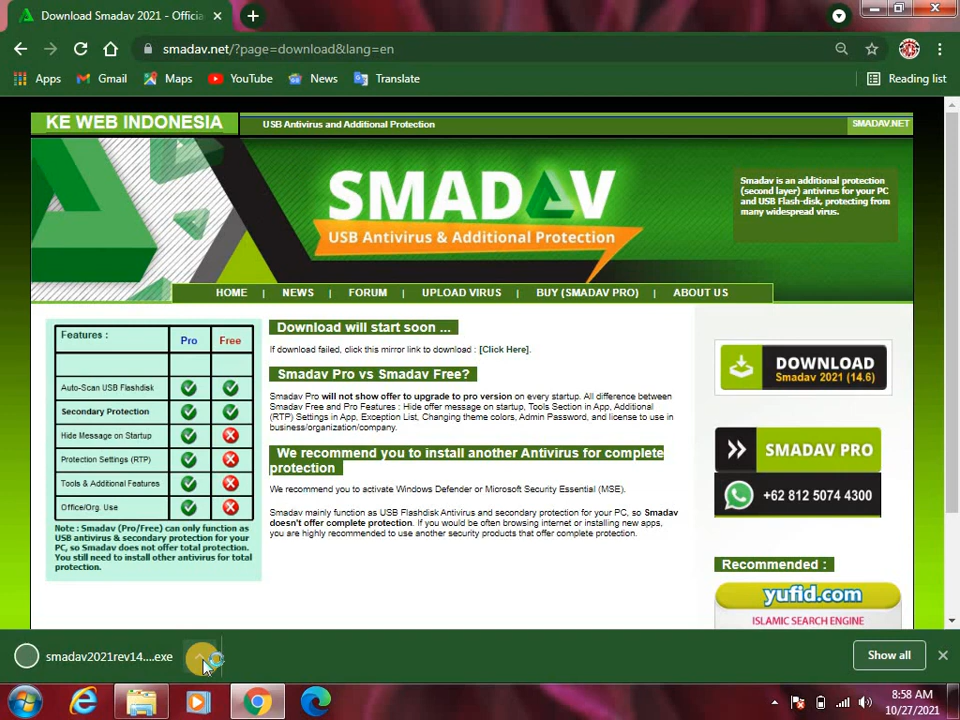 Download Smadav 2021 - Officia
smadav.net/?page=download&lang=en
Apps Gmail Maps YouTube News Translate Reading list
KE WEB INDONESIA
USB Antivirus and Additional Protection
SMADAV.NET
SMADAV
USB Antivirus & Additional Protection
Smadav is an additional protection
(second layer) antivirus for your PC
and USB Flash-disk, protecting from
many widespread virus.
HOME | NEWS | FORUM | UPLOAD VIRUS | BUY (SMADAV PRO) | ABOUT US
Features : Pro Free
Auto-Scan USB Flashdisk
Secondary Protection
Hide Message on Startup
Protection Settings (RTP)
Tools & Additional Features
Office/Org. Use
Note : Smadav (Pro/Free) can only function as
USB antivirus & secondary protection for your
PC, so Smadav does not offer total protection.
You still need to install other antivirus for total
protection.
Download will start soon ...
If download failed, click this mirror link to download : [Click Here].
Smadav Pro vs Smadav Free?
Smadav Pro will not show offer to upgrade to pro version on every startup. All difference between
Smadav Free and Pro Features : Hide offer message on startup, Tools Section in App, Additional
(RTP) Settings in App, Exception List, Changing theme colors, Admin Password, and license to use in
business/organization/company.
We recommend you to install another Antivirus for complete
protection
We recommend you to activate Windows Defender or Microsoft Security Essential (MSE).
Smadav mainly function as USB Flashdisk Antivirus and secondary protection for your PC, so Smadav
doesn't offer complete protection. If you would be often browsing internet or installing new apps,
you are highly recommended to use another security products that offer complete protection.
DOWNLOAD
Smadav 2021 (14.6)
SMADAV PRO
+62 812 5074 4300
Recommended :
yufid.com
ISLAMIC SEARCH ENGINE
smadav2021rev14....exe
Show all
8:58 AM
10/27/2021